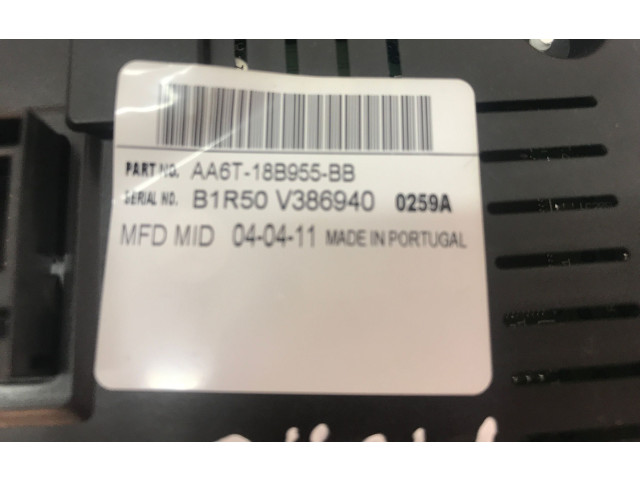 PART NO. AA6T-18B955-BB
SERIAL NO. B1R50 V386940 0259A
MFD MID 04-04-11 MADE IN PORTUGAL